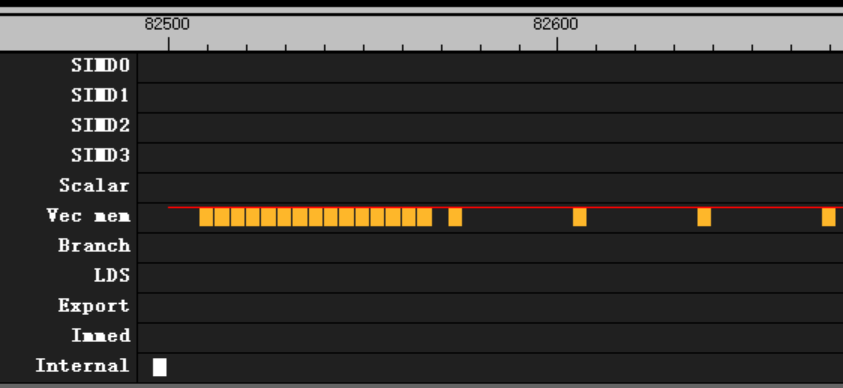 82500 82600
SIMD0
SIMD1
SIMD2
SIMD3
Scalar
Vec mem
Branch
LDS
Export
Immed
Internal